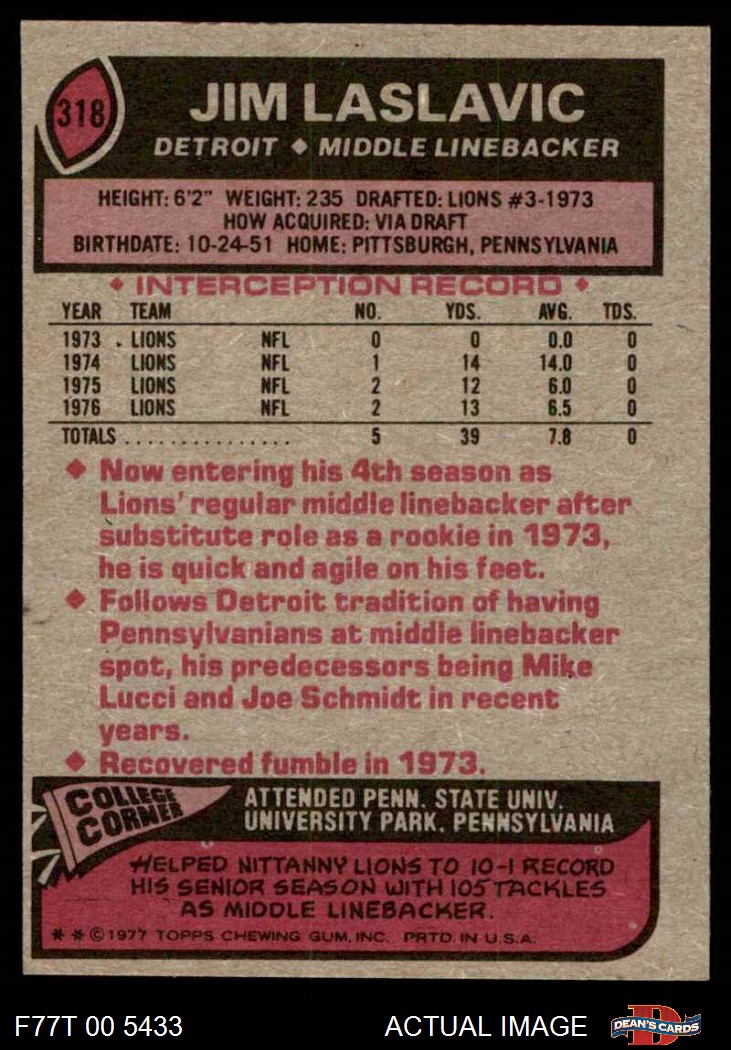 318
JIM LASLAVIC
DETROIT ◆ MIDDLE LINEBACKER
HEIGHT: 6'2" WEIGHT: 235 DRAFTED: LIONS #3-1973
HOW ACQUIRED: VIA DRAFT
BIRTHDATE: 10-24-51 HOME: PITTSBURGH, PENNSYLVANIA
◆ INTERCEPTION RECORD ◆
YEAR TEAM NO. YDS. AVG. TDS.
1973 LIONS NFL 0 0 0.0 0
1974 LIONS NFL 1 14 14.0 0
1975 LIONS NFL 2 12 6.0 0
1976 LIONS NFL 2 13 6.5 0
TOTALS ............... 5 39 7.8 0
◆ Now entering his 4th season as
Lions' regular middle linebacker after
substitute role as a rookie in 1973,
he is quick and agile on his feet.
◆ Follows Detroit tradition of having
Pennsylvanians at middle linebacker
spot, his predecessors being Mike
Lucci and Joe Schmidt in recent
years.
◆ Recovered fumble in 1973.
COLLEGE
CORNER
ATTENDED PENN. STATE UNIV.
UNIVERSITY PARK, PENNSYLVANIA
HELPED NITTANNY LIONS TO 10-1 RECORD
HIS SENIOR SEASON WITH 105 TACKLES
AS MIDDLE LINEBACKER.
* * © 1977 TOPPS CHEWING GUM, INC. PRTD. IN U.S.A.
F77T 00 5433 ACTUAL IMAGE
D
DEAN'S CARDS